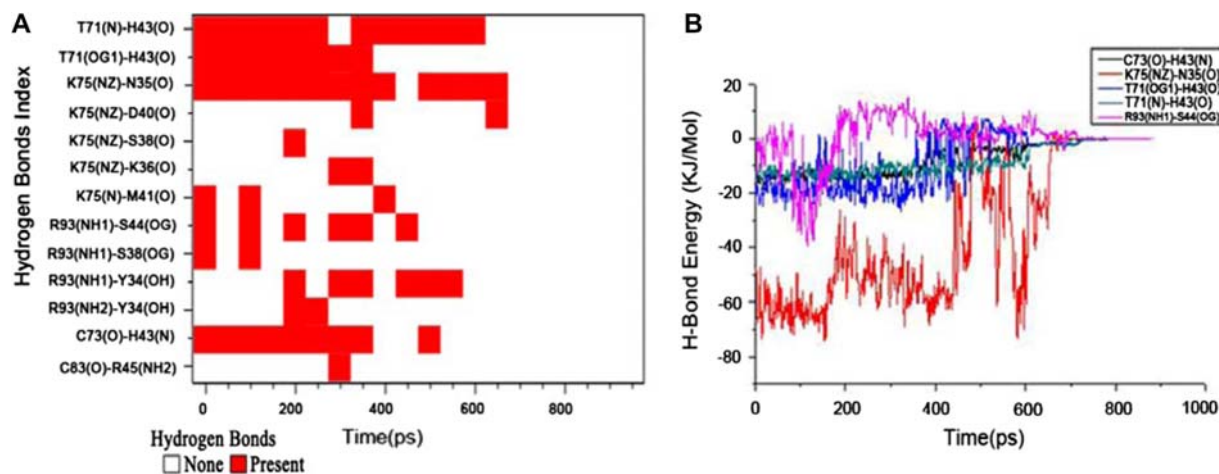 A
Hydrogen Bonds Index
T71(N)-H43(O)
T71(OG1)-H43(O)
K75(NZ)-N35(O)
K75(NZ)-D40(O)
K75(NZ)-S38(O)
K75(NZ)-K36(O)
K75(N)-M41(O)
R93(NH1)-S44(OG)
R93(NH1)-S38(OG)
R93(NH1)-Y34(OH)
R93(NH2)-Y34(OH)
C73(O)-H43(N)
C83(O)-R45(NH2)
0 200 400 600 800
Time(ps)
Hydrogen Bonds
None Present
B
C73(O)-H43(N)
K75(NZ)-N35(O)
T71(OG1)-H43(O)
T71(N)-H43(O)
R93(NH1)-S44(OG)
H-Bond Energy (KJ/Mol)
20
0
-20
-40
-60
-80
0 200 400 600 800 1000
Time(ps)